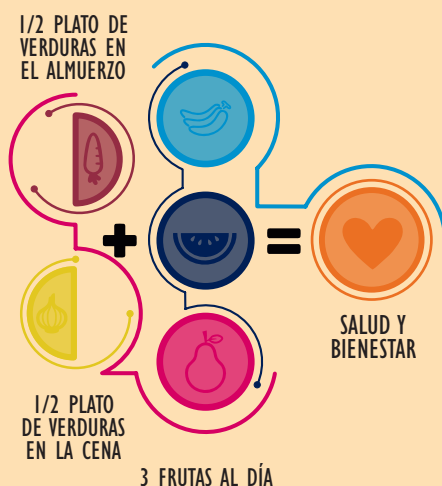 1/2 PLATO DE
VERDURAS EN
EL ALMUERZO
+
=
SALUD Y
BIENESTAR
1/2 PLATO
DE VERDURAS
EN LA CENA
3 FRUTAS AL DÍA